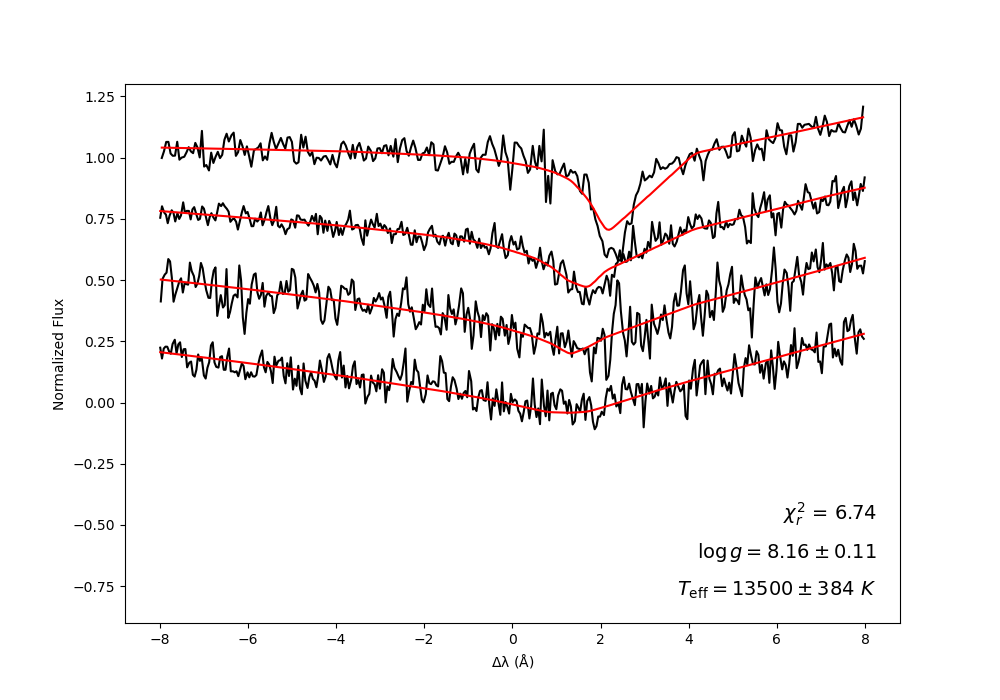 1.25
1.00
0.75
0.50
0.25
0.00
−0.25
−0.50
−0.75
Normalized Flux
χ²ᵣ = 6.74
log g = 8.16 ± 0.11
T_eff = 13500 ± 384 K
−8 −6 −4 −2 0 2 4 6 8
Δλ (Å)